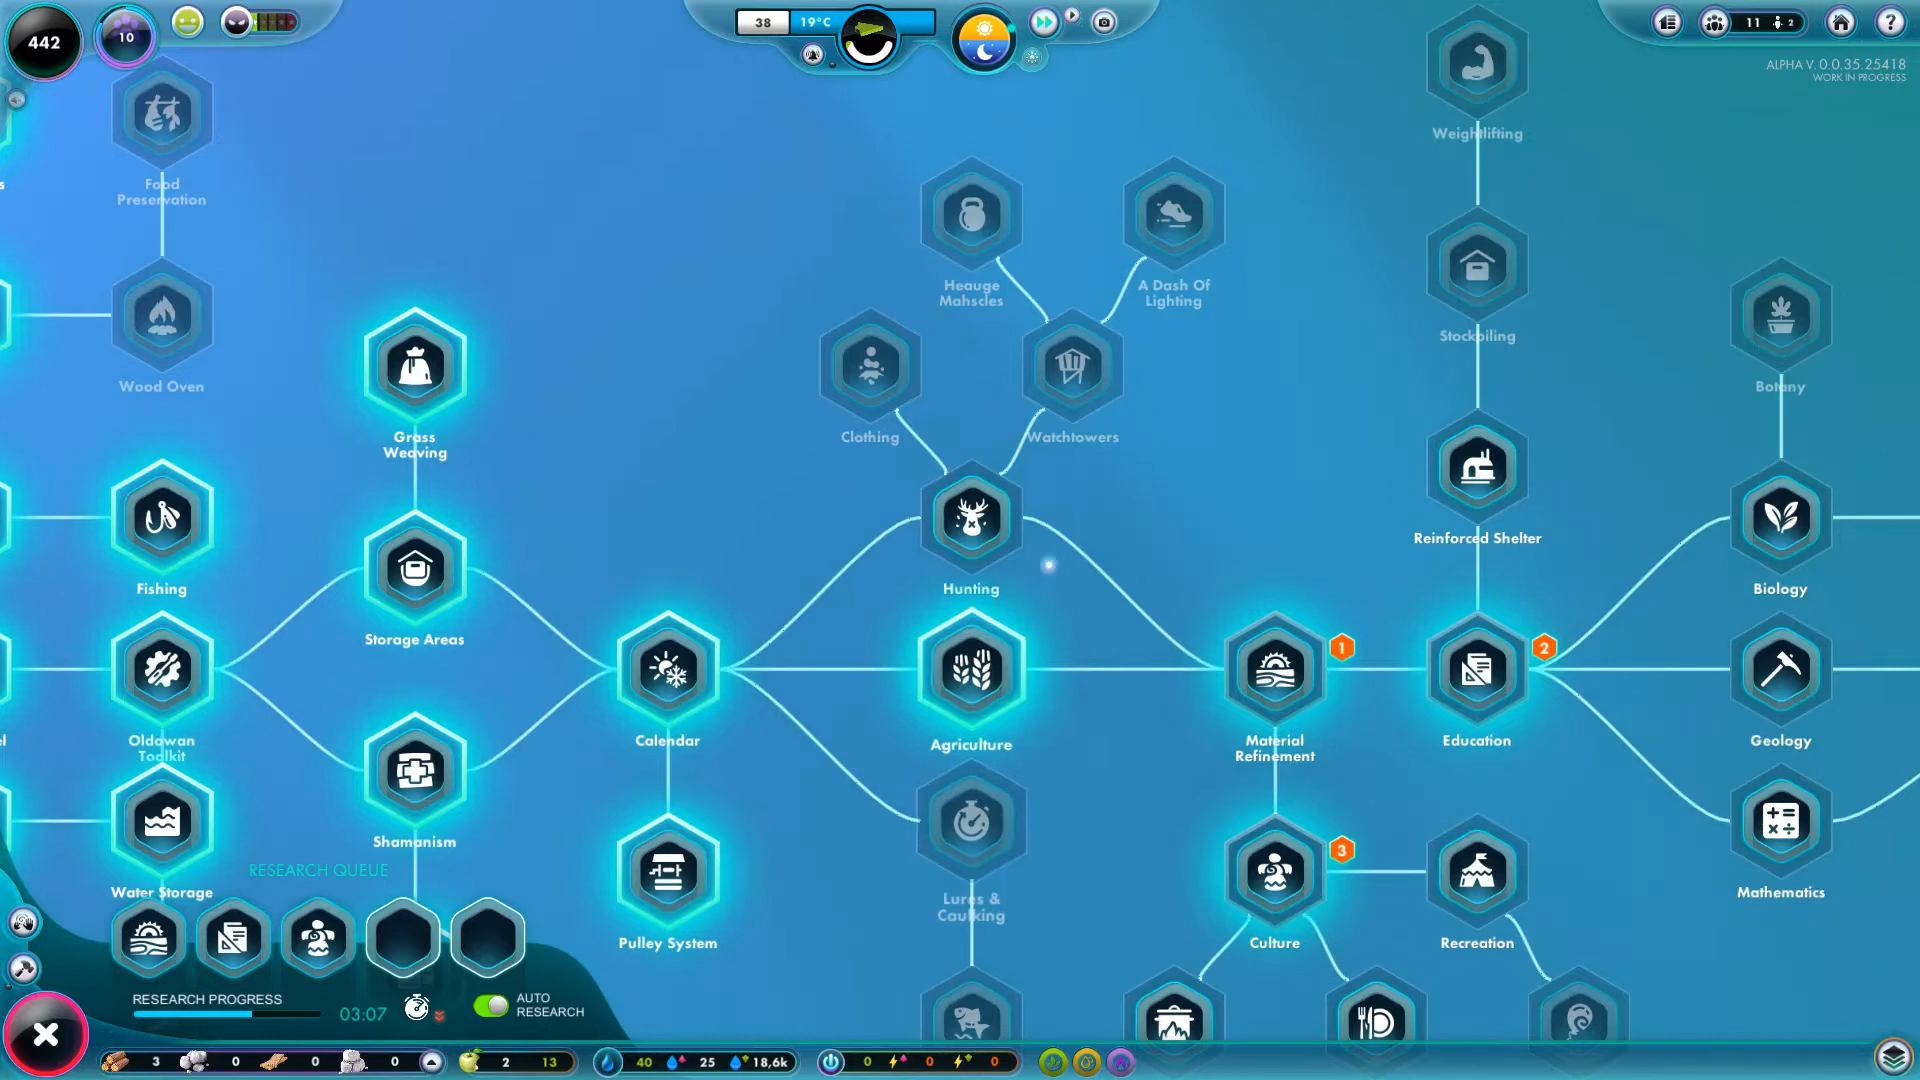 442
10
38
19°C
11
2
?
ALPHA V. 0.0.35.25418
WORK IN PROGRESS
Weightlifting
Food
Preservation
s
Heauge
Mahscles
A Dash Of
Lighting
Stockpiling
Wood Oven
Botany
Grass
Weaving
Clothing
Watchtowers
Reinforced Shelter
Fishing
Hunting
Biology
Storage Areas
1
2
Oldowan
Toolkit
el
Calendar
Agriculture
Material
Refinement
Education
Geology
Shamanism
3
Water Storage
Lures &
Caulking
Mathematics
RESEARCH QUEUE
Pulley System
Culture
Recreation
RESEARCH PROGRESS
03:07
AUTO
RESEARCH
3
0
0
0
2
13
40
25
18,6k
0
0
0